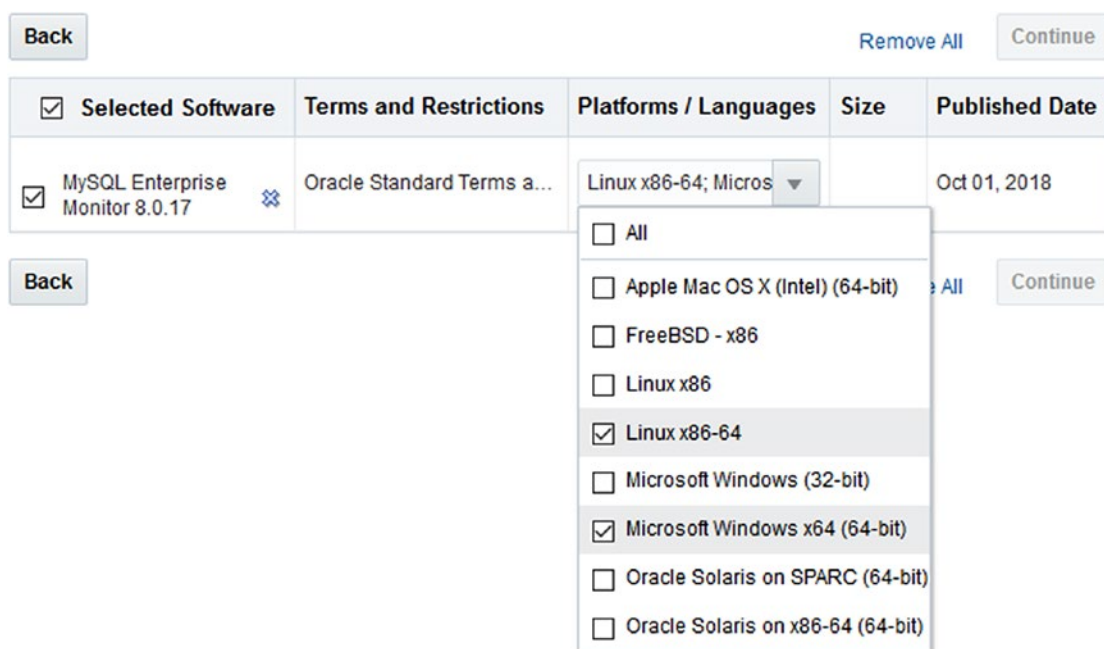 Back
Remove All
Continue
Selected Software
Terms and Restrictions
Platforms / Languages
Size
Published Date
MySQL Enterprise
Monitor 8.0.17
Oracle Standard Terms a...
Linux x86-64; Micros
Oct 01, 2018
All
Apple Mac OS X (Intel) (64-bit)
FreeBSD - x86
Linux x86
Linux x86-64
Microsoft Windows (32-bit)
Microsoft Windows x64 (64-bit)
Oracle Solaris on SPARC (64-bit)
Oracle Solaris on x86-64 (64-bit)
Back
e All
Continue